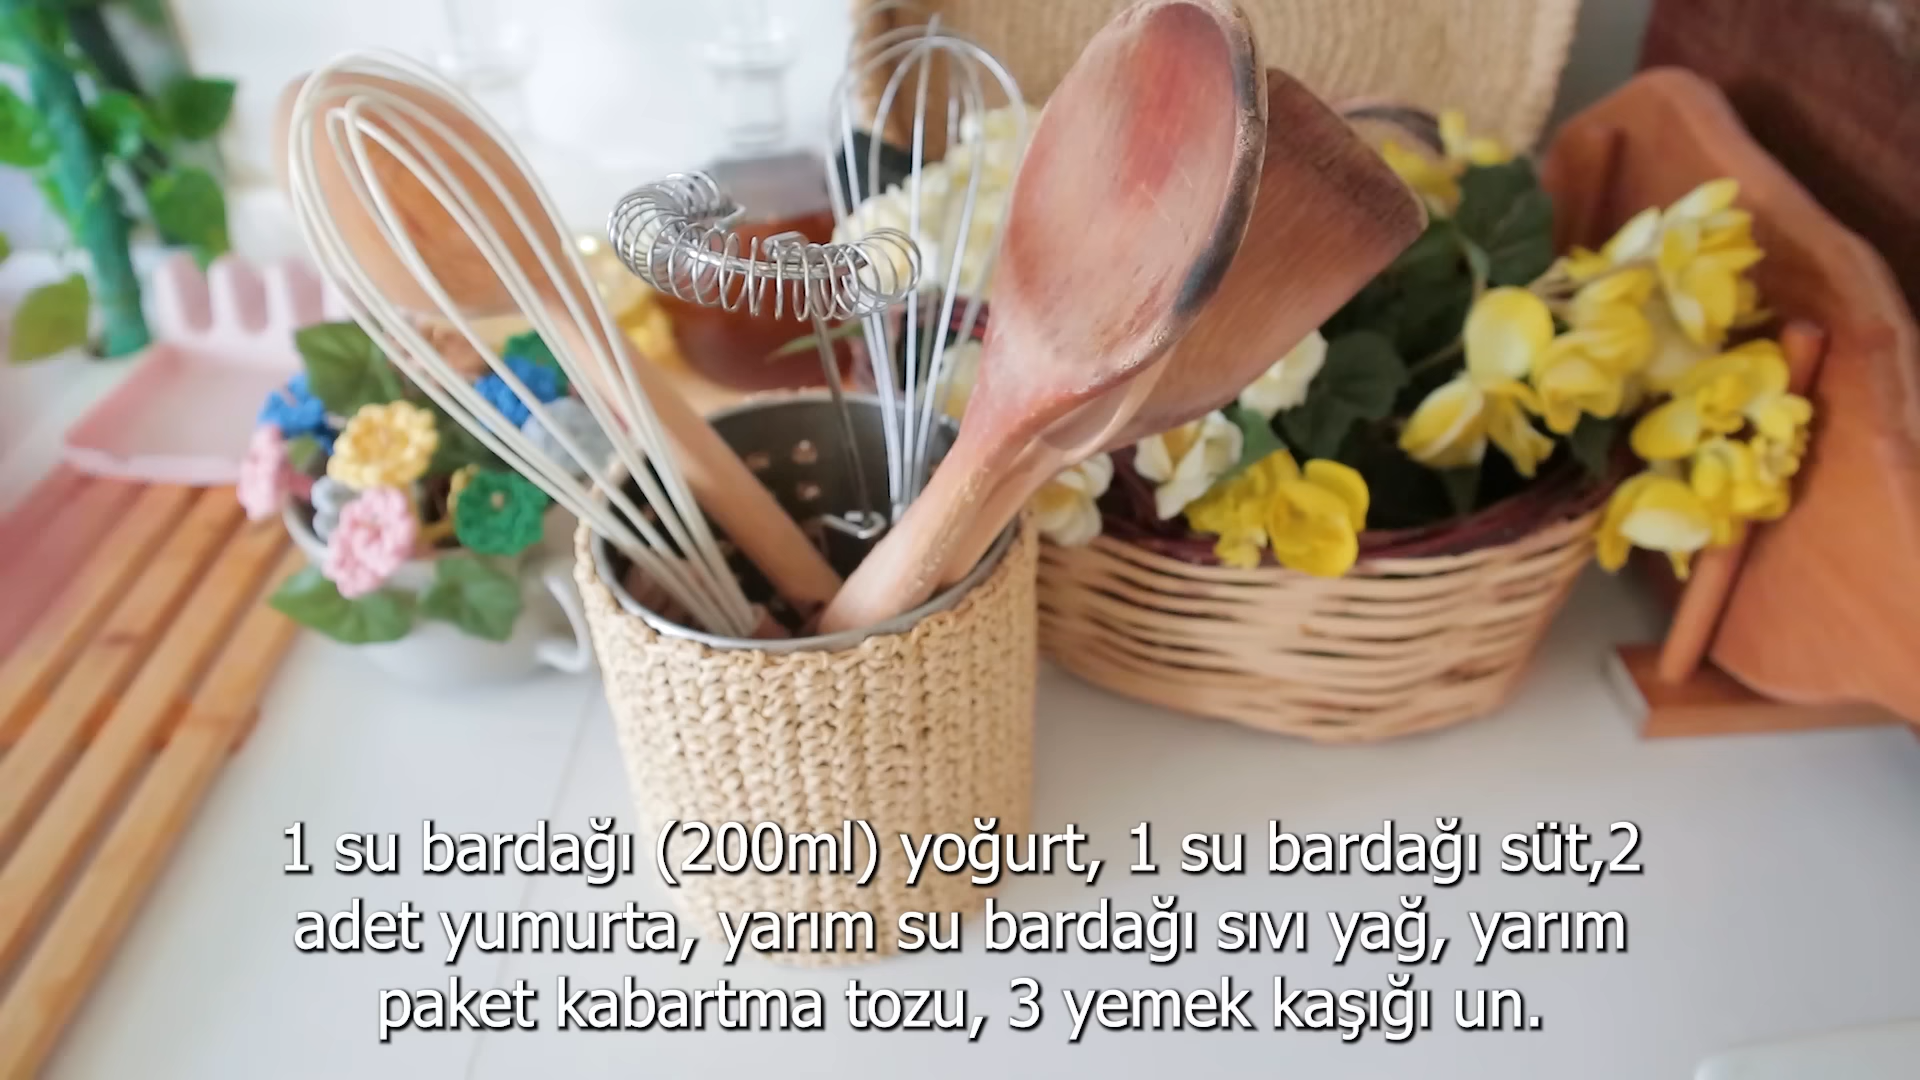 1 su bardağı (200ml) yoğurt, 1 su bardağı süt,2
adet yumurta, yarım su bardağı sıvı yağ, yarım
paket kabartma tozu, 3 yemek kaşığı un.